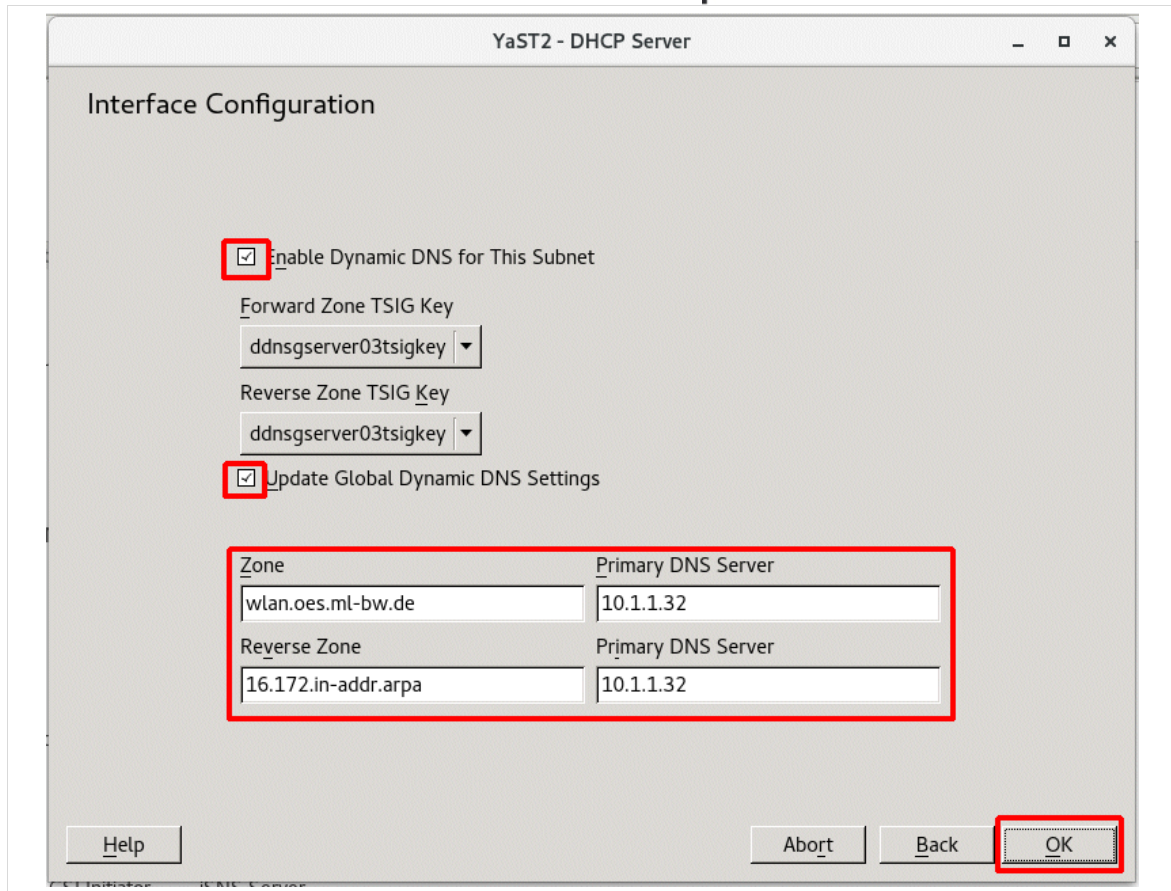 YaST2 - DHCP Server
Interface Configuration
Enable Dynamic DNS for This Subnet
Forward Zone TSIG Key
ddnsgserver03tsigkey
Reverse Zone TSIG Key
ddnsgserver03tsigkey
Update Global Dynamic DNS Settings
Zone Primary DNS Server
wlan.oes.ml-bw.de 10.1.1.32
Reverse Zone Primary DNS Server
16.172.in-addr.arpa 10.1.1.32
Help Abort Back OK
Initiator iSNS Server